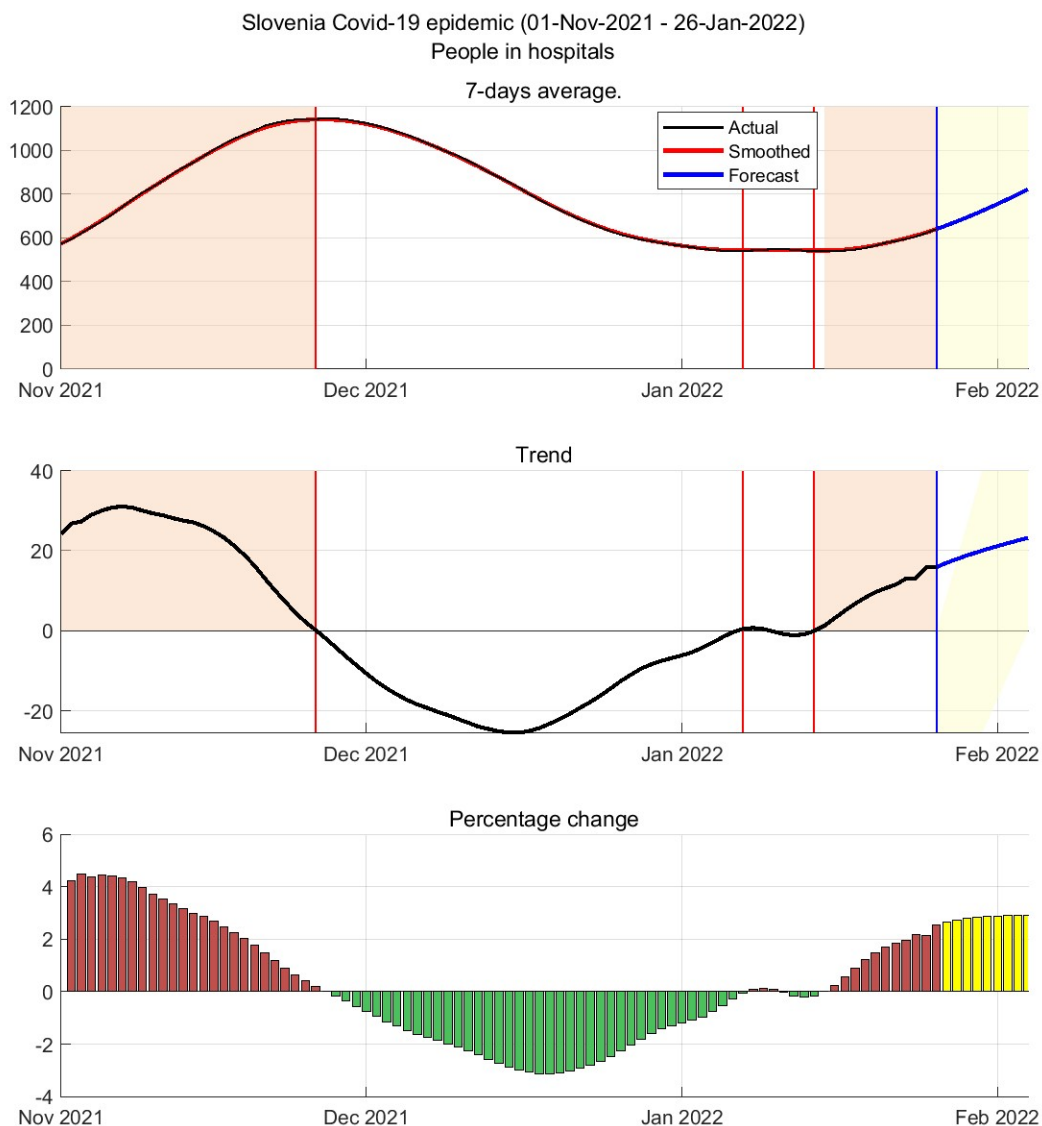 Slovenia Covid-19 epidemic (01-Nov-2021 - 26-Jan-2022)
People in hospitals
7-days average.
1200
1000
800
600
400
200
0
Actual
Smoothed
Forecast
Nov 2021
Dec 2021
Jan 2022
Feb 2022
Trend
40
20
0
-20
Nov 2021
Dec 2021
Jan 2022
Feb 2022
Percentage change
6
4
2
0
-2
-4
Nov 2021
Dec 2021
Jan 2022
Feb 2022